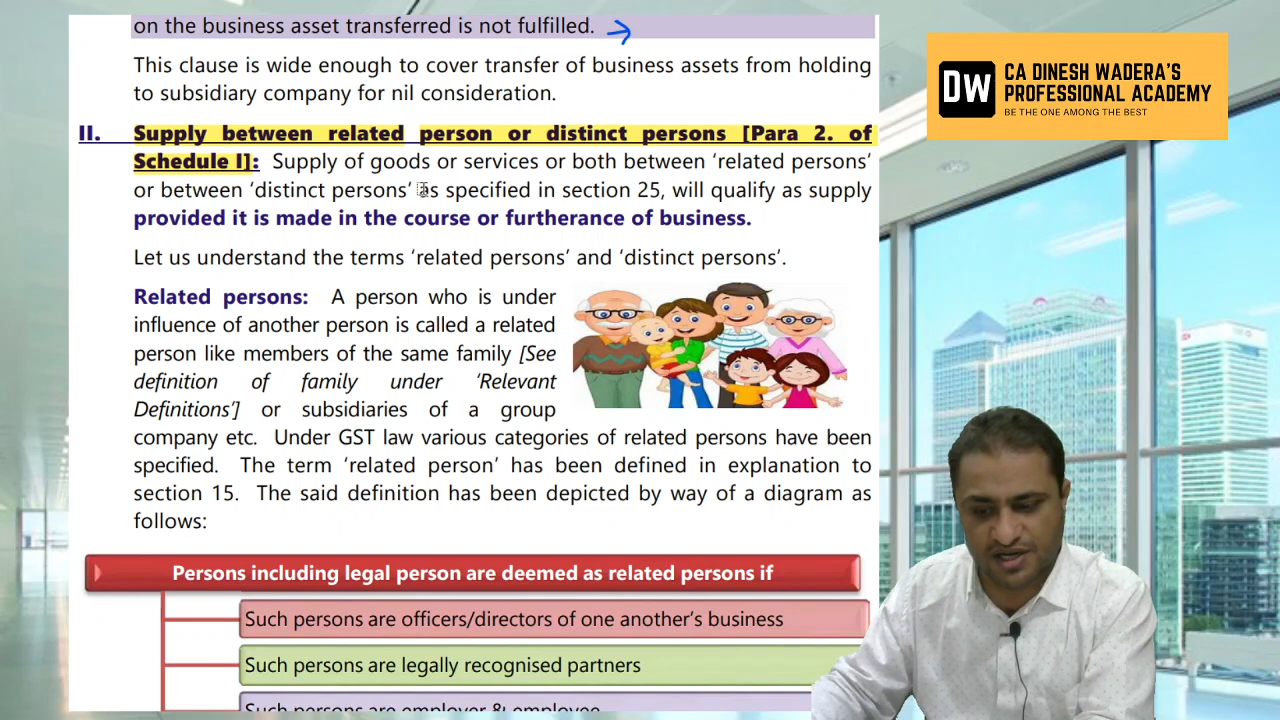 on the business asset transferred is not fulfilled.
This clause is wide enough to cover transfer of business assets from holding
to subsidiary company for nil consideration.
II. Supply between related person or distinct persons [Para 2. of
Schedule I]: Supply of goods or services or both between ‘related persons’
or between ‘distinct persons’ as specified in section 25, will qualify as supply
provided it is made in the course or furtherance of business.
Let us understand the terms ‘related persons’ and ‘distinct persons’.
Related persons: A person who is under
influence of another person is called a related
person like members of the same family [See
definition of family under ‘Relevant
Definitions’] or subsidiaries of a group
company etc. Under GST law various categories of related persons have been
specified. The term ‘related person’ has been defined in explanation to
section 15. The said definition has been depicted by way of a diagram as
follows:
Persons including legal person are deemed as related persons if
Such persons are officers/directors of one another’s business
Such persons are legally recognised partners
Such persons are employer & employee
DW
CA DINESH WADERA'S
PROFESSIONAL ACADEMY
BE THE ONE AMONG THE BEST